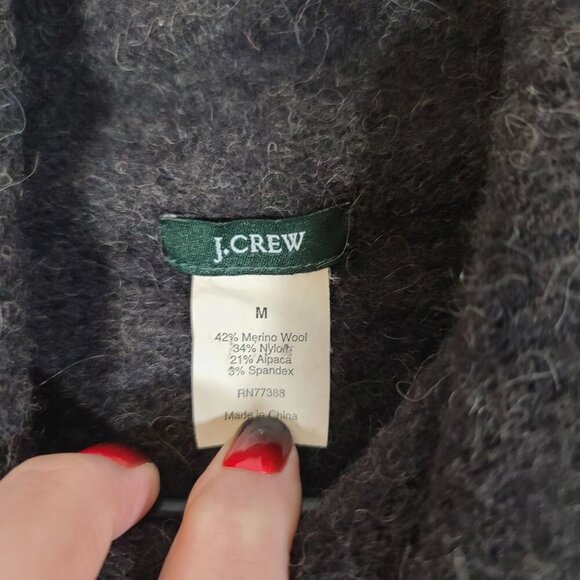 J.CREW
M
42% Merino Wool
34% Nylon
21% Alpaca
3% Spandex
RN77388
Made in China